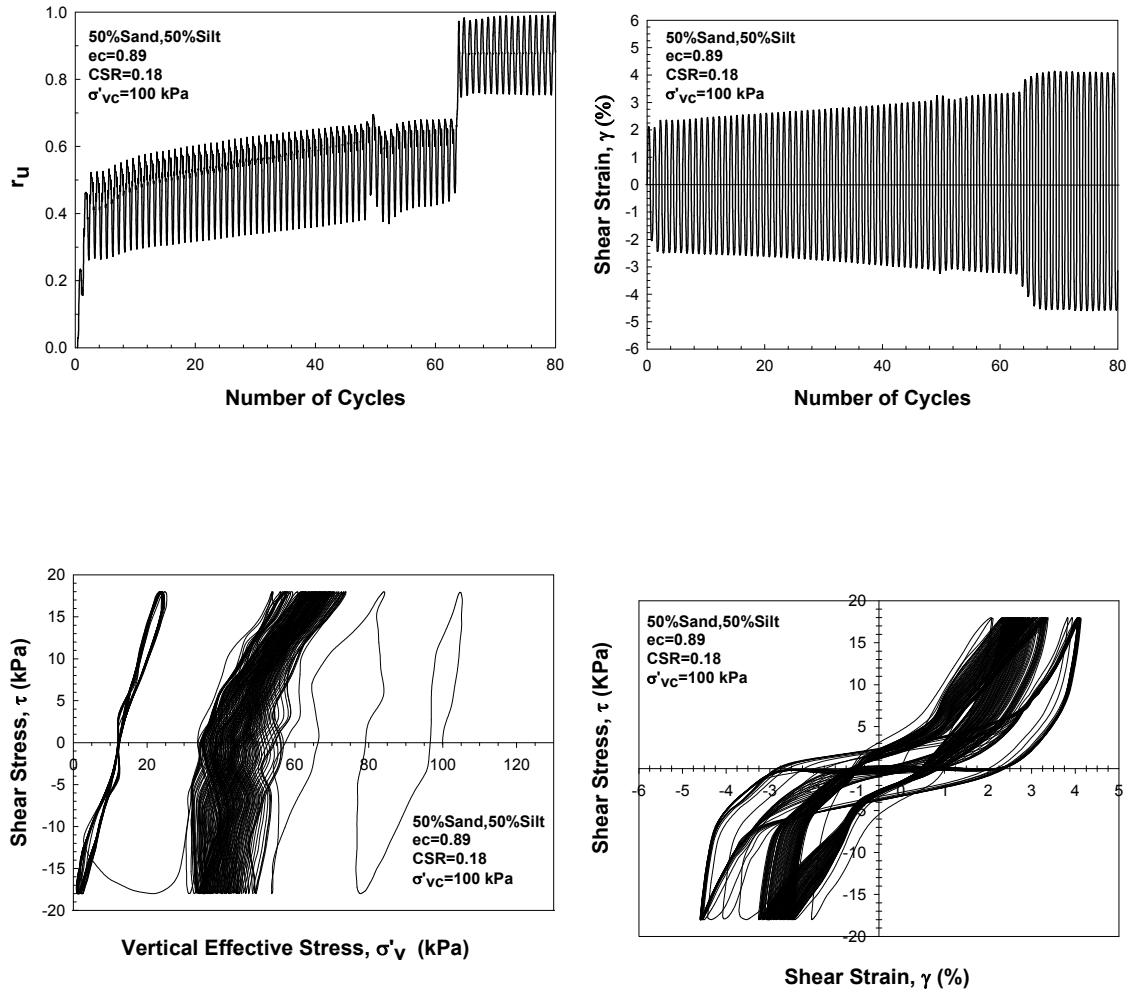 1.0
0.8
0.6
0.4
0.2
0.0
r_u
50%Sand,50%Silt
ec=0.89
CSR=0.18
σ'vc=100 kPa
0 20 40 60 80
Number of Cycles
6
5
4
3
2
1
0
-1
-2
-3
-4
-5
-6
Shear Strain, γ (%)
50%Sand,50%Silt
ec=0.89
CSR=0.18
σ'vc=100 kPa
0 20 40 60 80
Number of Cycles
20
15
10
5
0
-5
-10
-15
-20
Shear Stress, τ (kPa)
0 20 40 60 80 100 120
50%Sand,50%Silt
ec=0.89
CSR=0.18
σ'vc=100 kPa
Vertical Effective Stress, σ'v (kPa)
50%Sand,50%Silt
ec=0.89
CSR=0.18
σ'vc=100 kPa
20
15
10
5
-5
-10
-15
-20
Shear Stress, τ (KPa)
-6 -5 -3 -1 0 1 2 4 5
Shear Strain, γ (%)